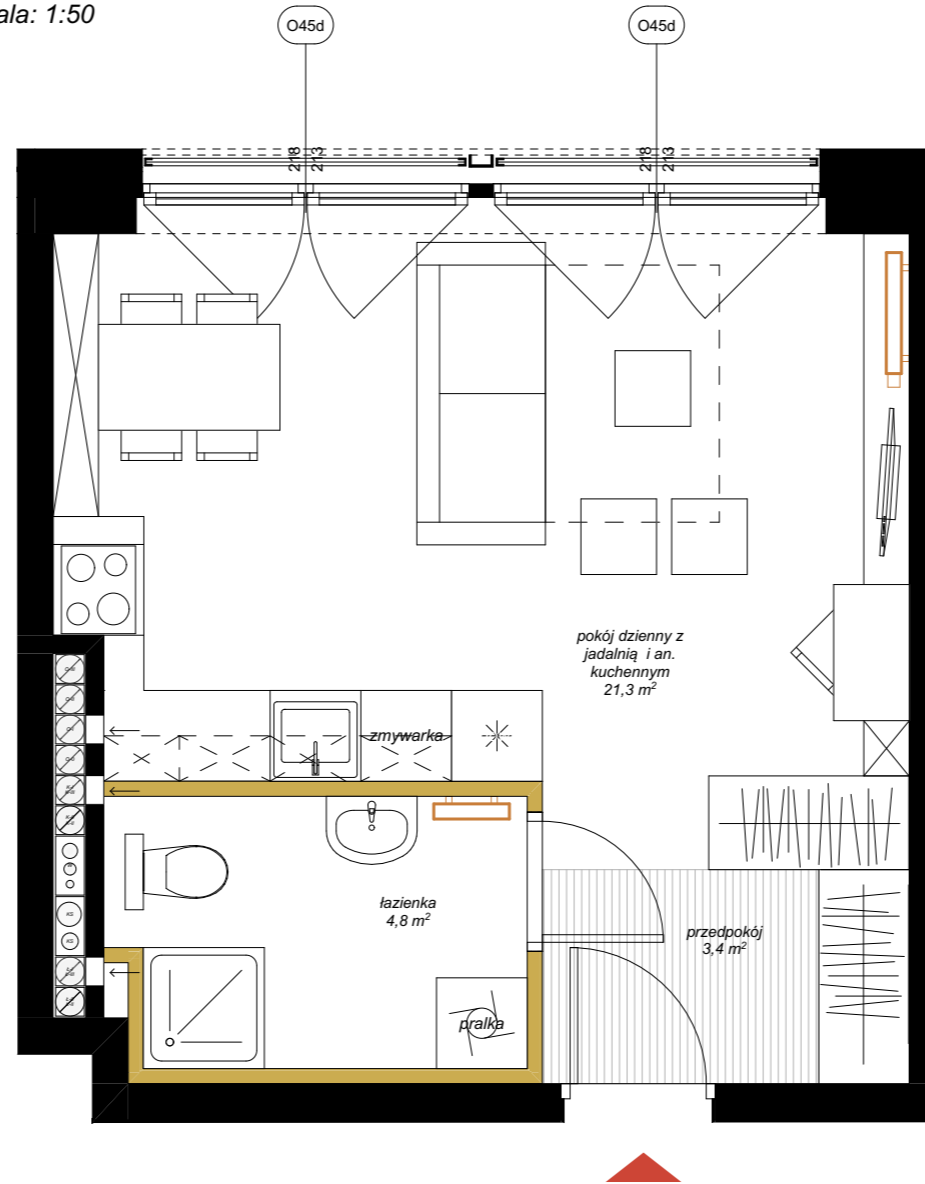 ala: 1:50
O45d
O45d
218
213
218
213
pokój dzienny z
jadalnią i an.
kuchennym
21,3 m²
zmywarka
łazienka
4,8 m²
przedpokój
3,4 m²
pralka